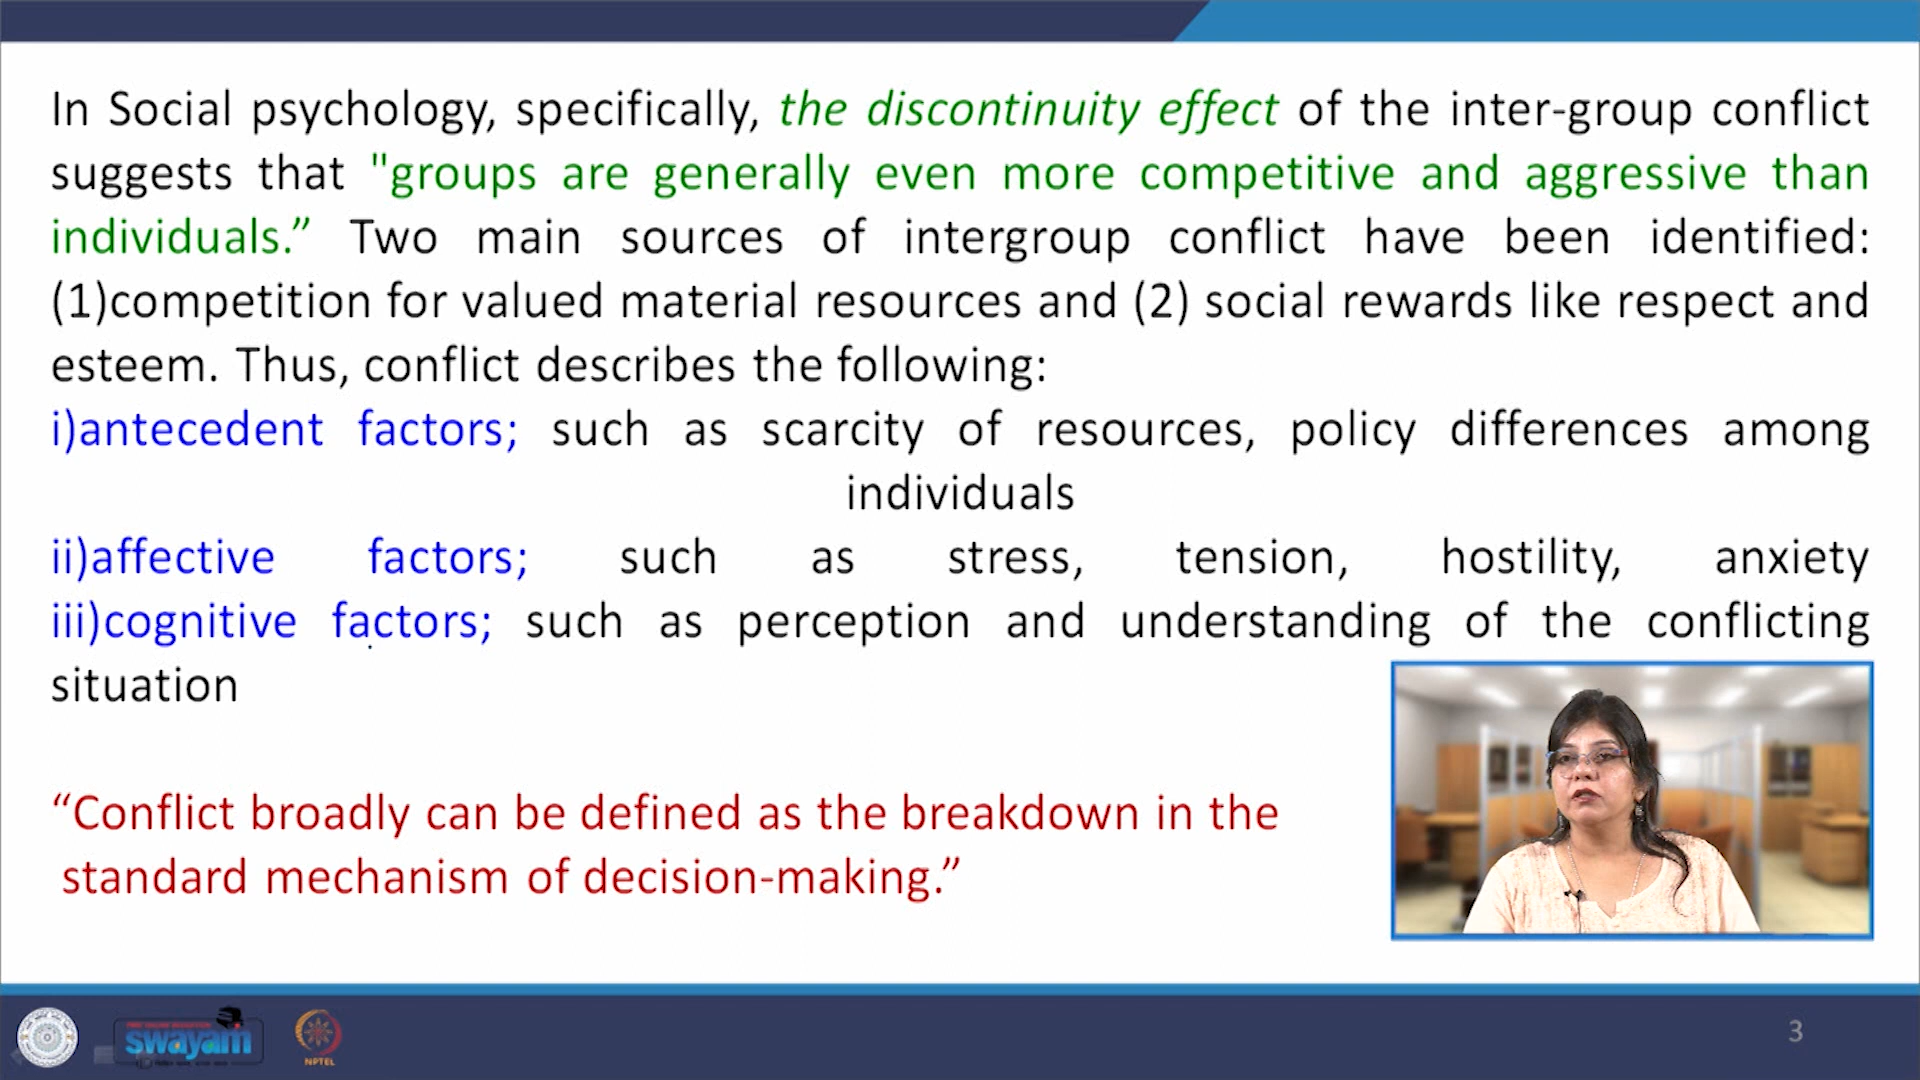 In Social psychology, specifically, the discontinuity effect of the inter-group conflict
suggests that "groups are generally even more competitive and aggressive than
individuals.” Two main sources of intergroup conflict have been identified:
(1)competition for valued material resources and (2) social rewards like respect and
esteem. Thus, conflict describes the following:
i)antecedent factors; such as scarcity of resources, policy differences among
individuals
ii)affective factors; such as stress, tension, hostility, anxiety
iii)cognitive factors; such as perception and understanding of the conflicting
situation
“Conflict broadly can be defined as the breakdown in the
standard mechanism of decision-making.”
swayam
NPTEL
3